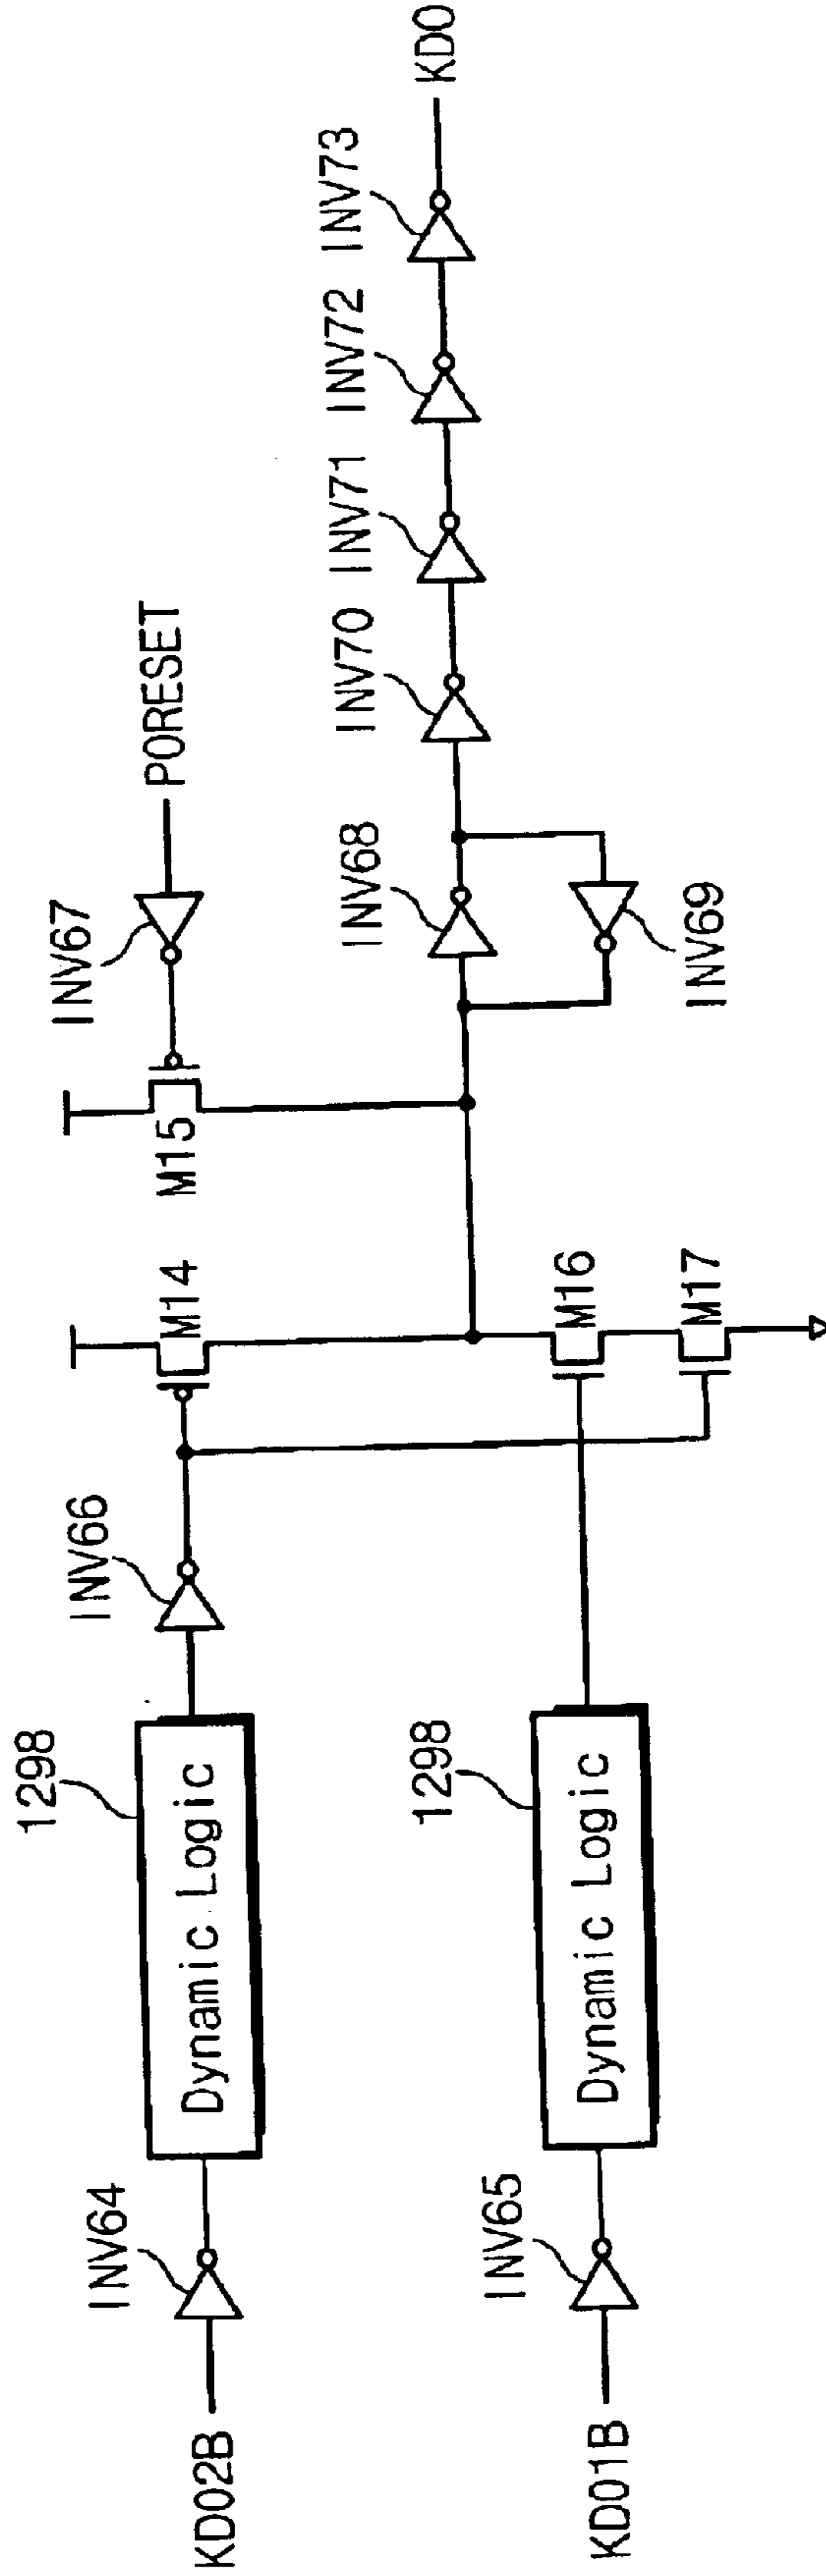 KD02B
INV64
1298
Dynamic Logic
INV66
M14
M15
INV67
PORESET
KD01B
INV65
1298
Dynamic Logic
M16
M17
INV68
INV69
INV70
INV71
INV72
INV73
KDO